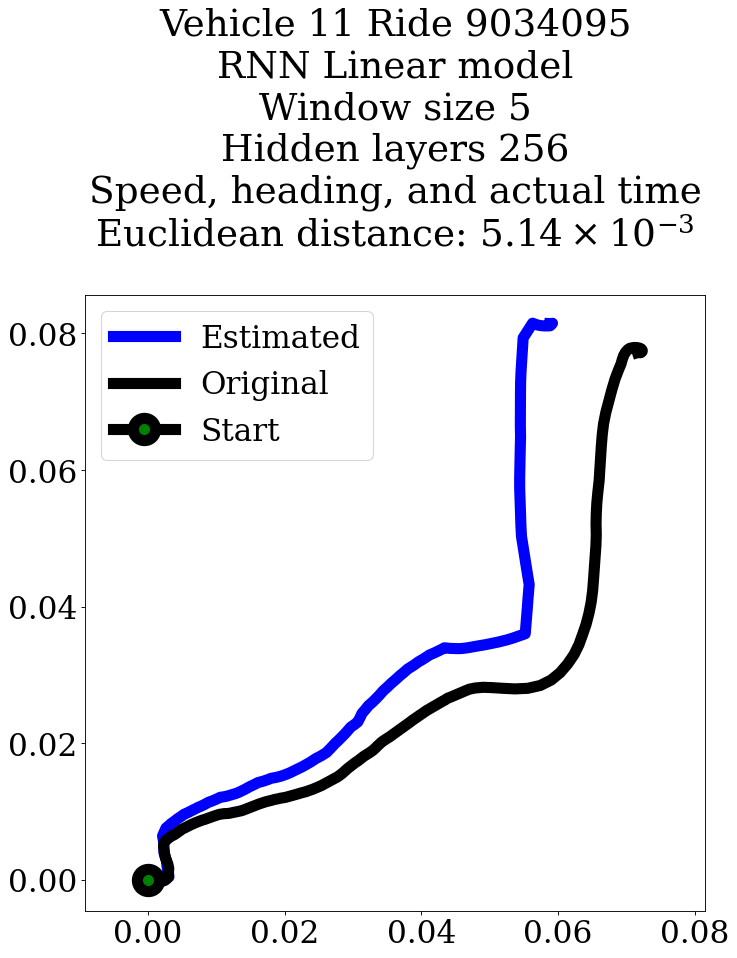 Vehicle 11 Ride 9034095
RNN Linear model
Window size 5
Hidden layers 256
Speed, heading, and actual time
Euclidean distance: 5.14 × 10⁻³
Estimated
Original
Start
0.08
0.06
0.04
0.02
0.00
0.00 0.02 0.04 0.06 0.08